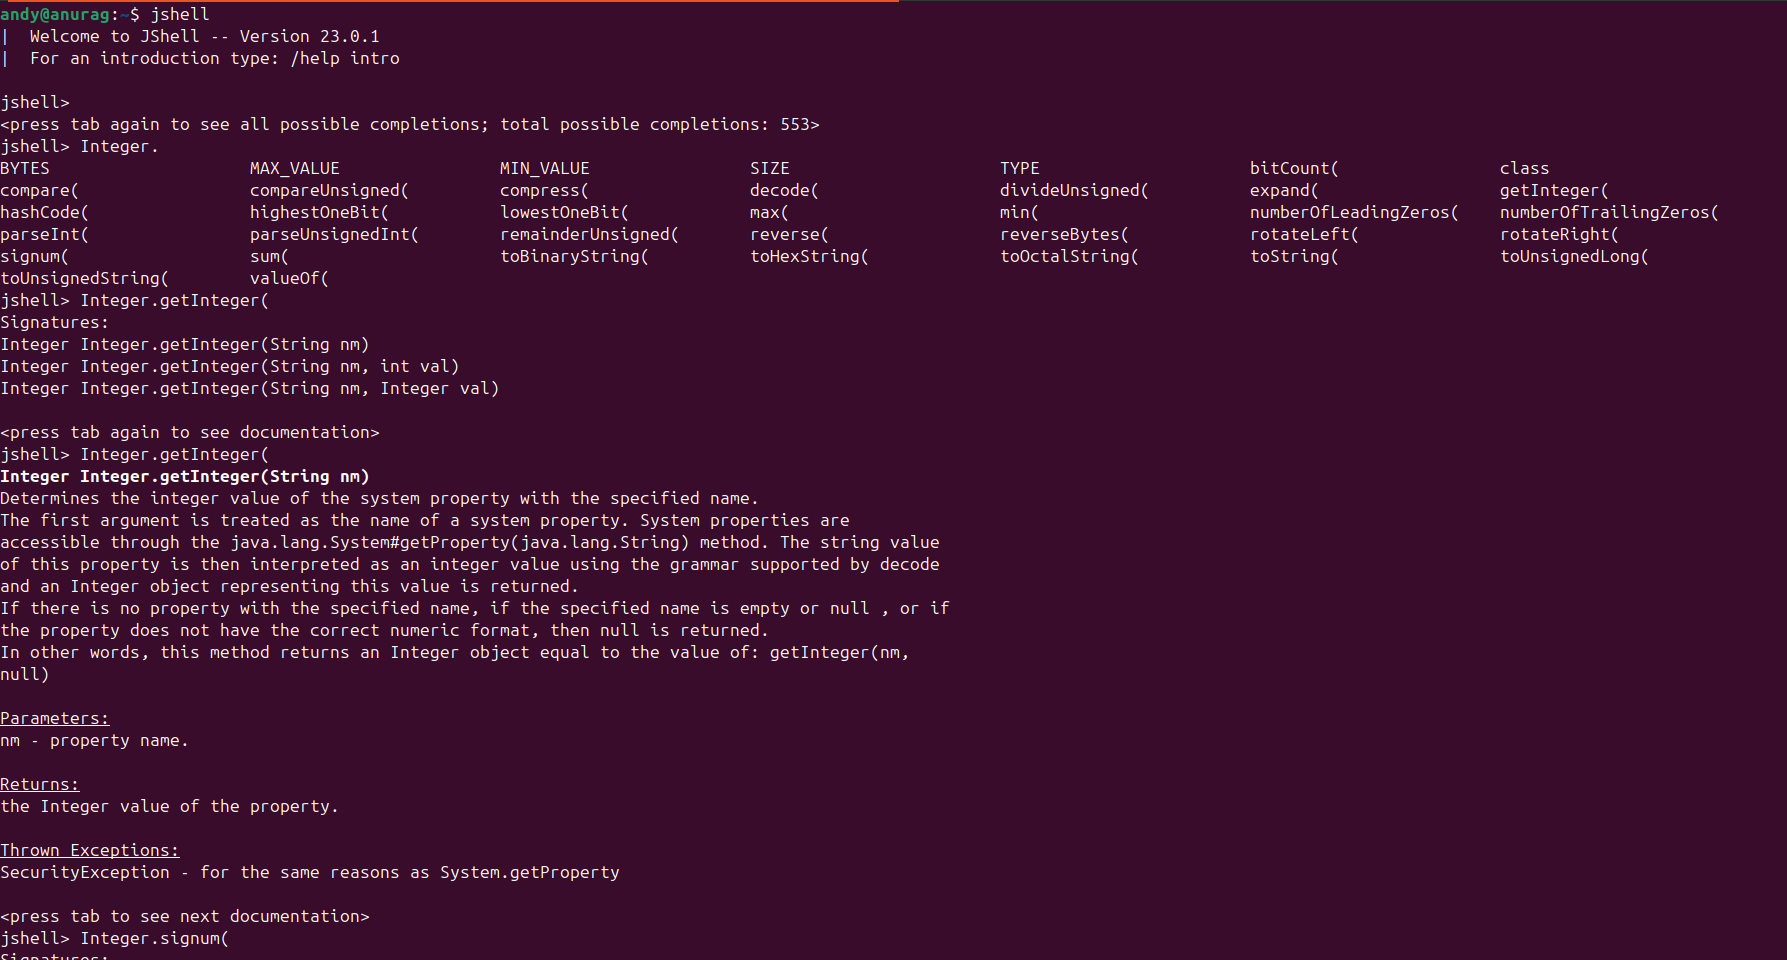 andy@anurag:~$ jshell
|  Welcome to JShell -- Version 23.0.1
|  For an introduction type: /help intro
jshell>
<press tab again to see all possible completions; total possible completions: 553>
jshell> Integer.
BYTES                    MAX_VALUE                MIN_VALUE                SIZE                     TYPE                     bitCount(                class
compare(                 compareUnsigned(         compress(                decode(                  divideUnsigned(          expand(                  getInteger(
hashCode(                highestOneBit(           lowestOneBit(            max(                     min(                     numberOfLeadingZeros(    numberOfTrailingZeros(
parseInt(                parseUnsignedInt(        remainderUnsigned(       reverse(                 reverseBytes(            rotateLeft(              rotateRight(
signum(                  sum(                     toBinaryString(          toHexString(             toOctalString(           toString(                toUnsignedLong(
toUnsignedString(        valueOf(
jshell> Integer.getInteger(
Signatures:
Integer Integer.getInteger(String nm)
Integer Integer.getInteger(String nm, int val)
Integer Integer.getInteger(String nm, Integer val)
<press tab again to see documentation>
jshell> Integer.getInteger(
Integer Integer.getInteger(String nm)
Determines the integer value of the system property with the specified name.
The first argument is treated as the name of a system property. System properties are
accessible through the java.lang.System#getProperty(java.lang.String) method. The string value
of this property is then interpreted as an integer value using the grammar supported by decode
and an Integer object representing this value is returned.
If there is no property with the specified name, if the specified name is empty or null , or if
the property does not have the correct numeric format, then null is returned.
In other words, this method returns an Integer object equal to the value of: getInteger(nm,
null)
Parameters:
nm - property name.
Returns:
the Integer value of the property.
Thrown Exceptions:
SecurityException - for the same reasons as System.getProperty
<press tab to see next documentation>
jshell> Integer.signum(
Signatures: